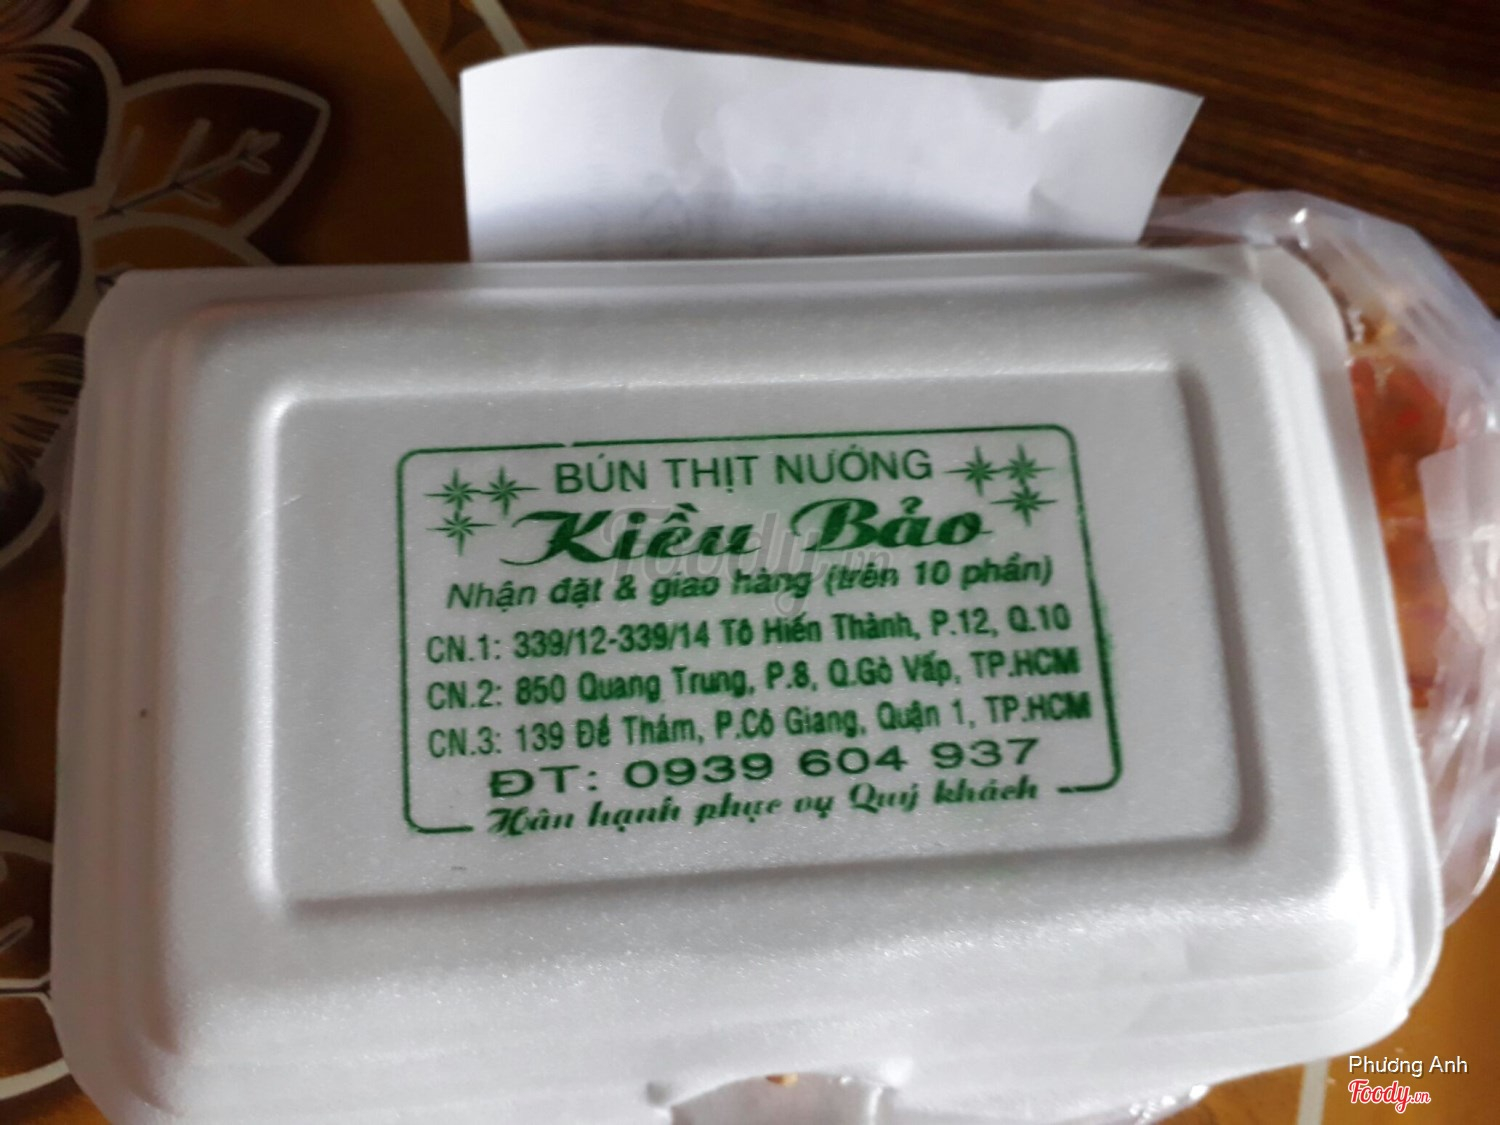 BÚN THỊT NƯỚNG
Kiều Bảo
Nhận đặt & giao hàng (trên 10 phần)
CN.1: 339/12-339/14 Tô Hiến Thành, P.12, Q.10
CN.2: 850 Quang Trung, P.8, Q.Gò Vấp, TP.HCM
CN.3: 139 Đề Thám, P.Cô Giang, Quận 1, TP.HCM
ĐT: 0939 604 937
Hân hạnh phục vụ Quý khách
Foody.vn
Phương Anh
Foody.vn